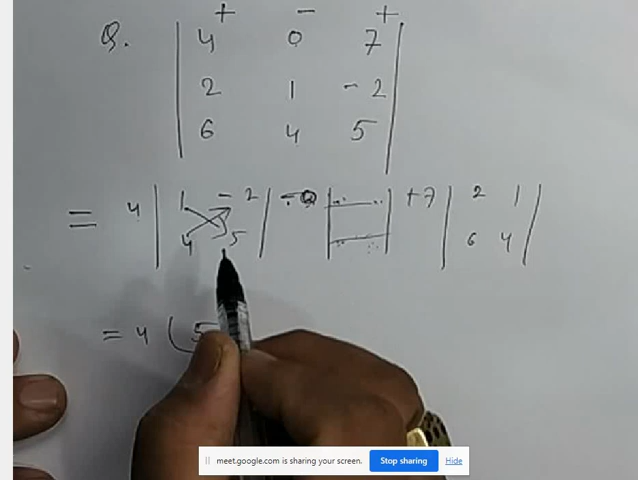 + - +
Q. | 4 0 7 |
| 2 1 -2 |
| 6 4 5 |
= 4 | 1 -2 | -0 | | +7 | 2 1 |
| 4 5 | | | | 6 4 |
= 4 ( 5
meet.google.com is sharing your screen. Stop sharing Hide